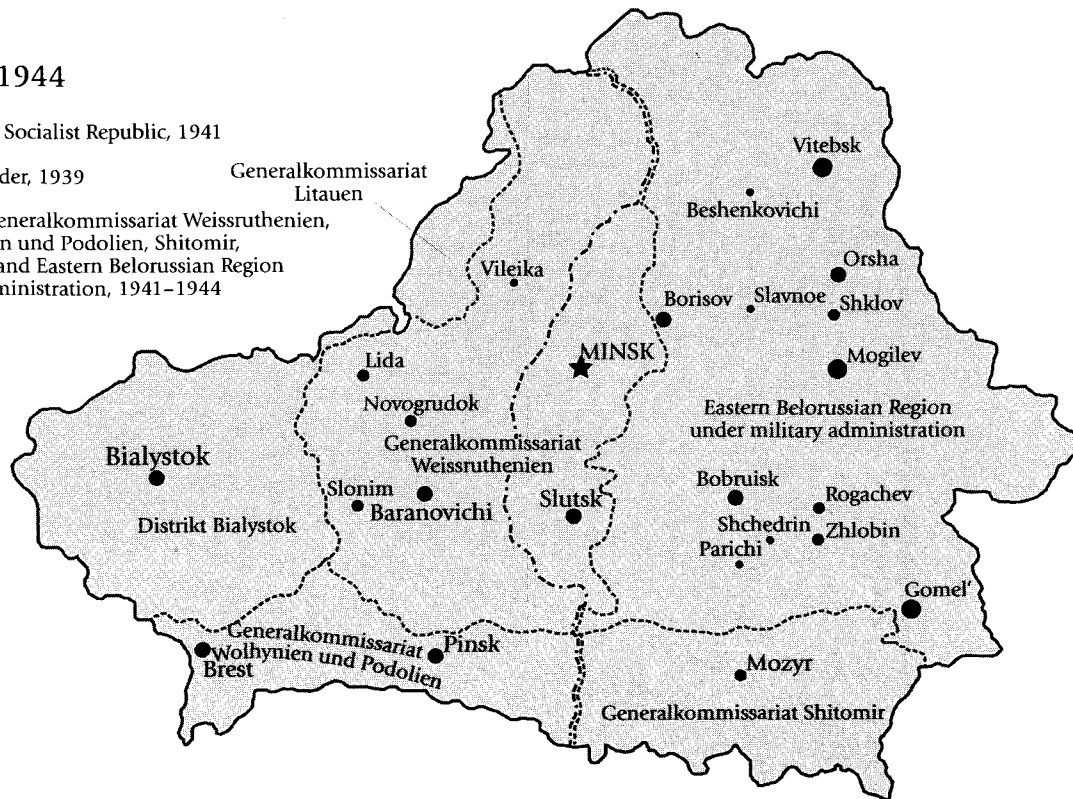 1944
Socialist Republic, 1941
der, 1939
eneralkommissariat Weissruthenien,
n und Podolien, Shitomir,
and Eastern Belorussian Region
ministration, 1941–1944
Generalkommissariat
Litauen
Vitebsk
Beshenkovichi
Orsha
Vileika
Borisov
Slavnoe
Shklov
MINSK
Mogilev
Lida
Novogrudok
Eastern Belorussian Region
under military administration
Generalkommissariat
Weissruthenien
Bialystok
Slonim
Baranovichi
Slutsk
Bobruisk
Rogachev
Distrikt Bialystok
Shchedrin
Zhlobin
Parichi
Gomel'
Generalkommissariat
Wolhynien und Podolien
Brest
Pinsk
Mozyr
Generalkommissariat Shitomir